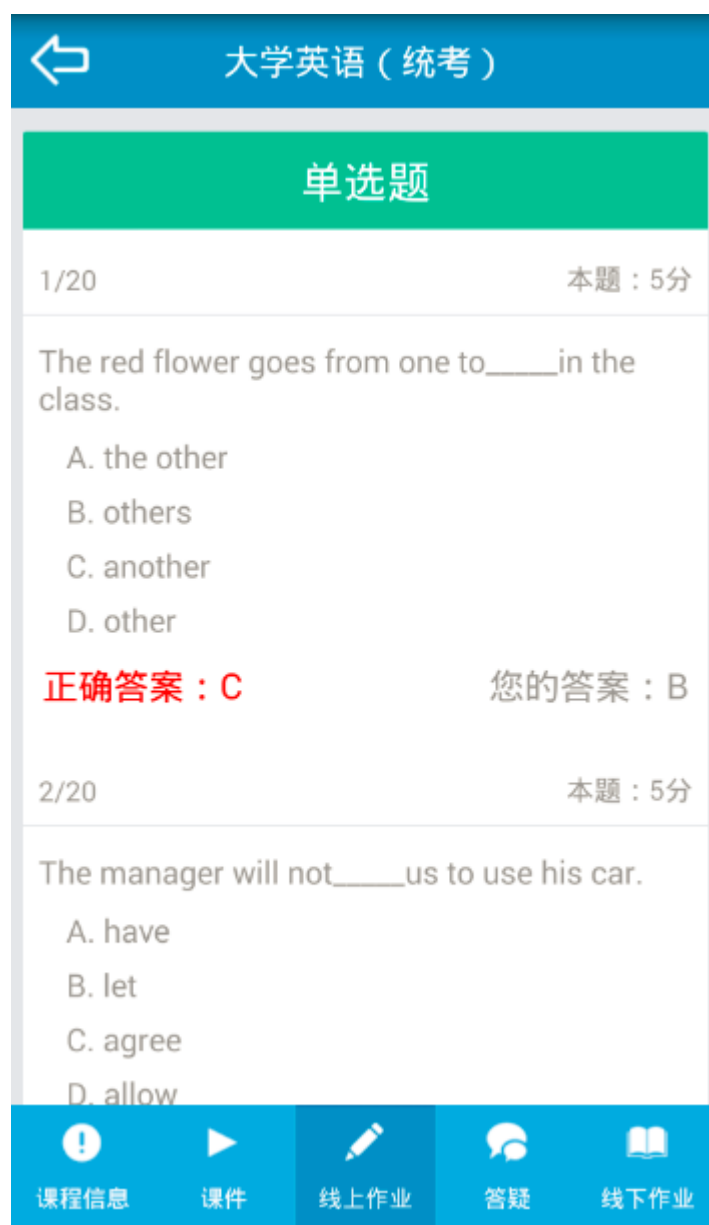 大学英语（统考）
单选题
1/20 本题：5分
The red flower goes from one to_____in the
class.
A. the other
B. others
C. another
D. other
正确答案：C 您的答案：B
2/20 本题：5分
The manager will not_____us to use his car.
A. have
B. let
C. agree
D. allow
课程信息 课件 线上作业 答疑 线下作业